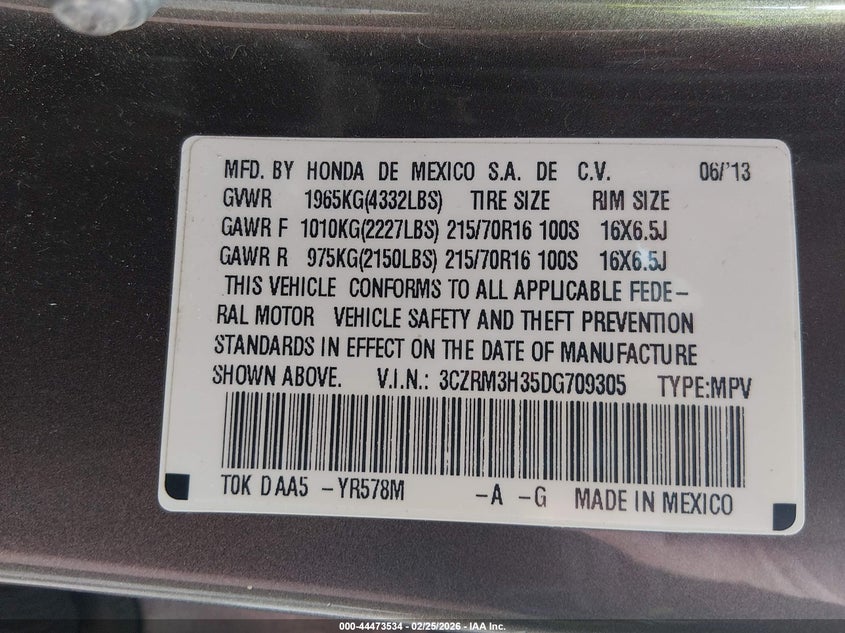 MFD. BY HONDA DE MEXICO S.A. DE C.V. 06/'13
GVWR 1965KG(4332LBS) TIRE SIZE RIM SIZE
GAWR F 1010KG(2227LBS) 215/70R16 100S 16X6.5J
GAWR R 975KG(2150LBS) 215/70R16 100S 16X6.5J
THIS VEHICLE CONFORMS TO ALL APPLICABLE FEDE-
RAL MOTOR VEHICLE SAFETY AND THEFT PREVENTION
STANDARDS IN EFFECT ON THE DATE OF MANUFACTURE
SHOWN ABOVE. V.I.N.: 3CZRM3H35DG709305 TYPE:MPV
T0K DAA5 -YR578M -A -G MADE IN MEXICO
000-44473534 - 02/25/2026 - IAA Inc.